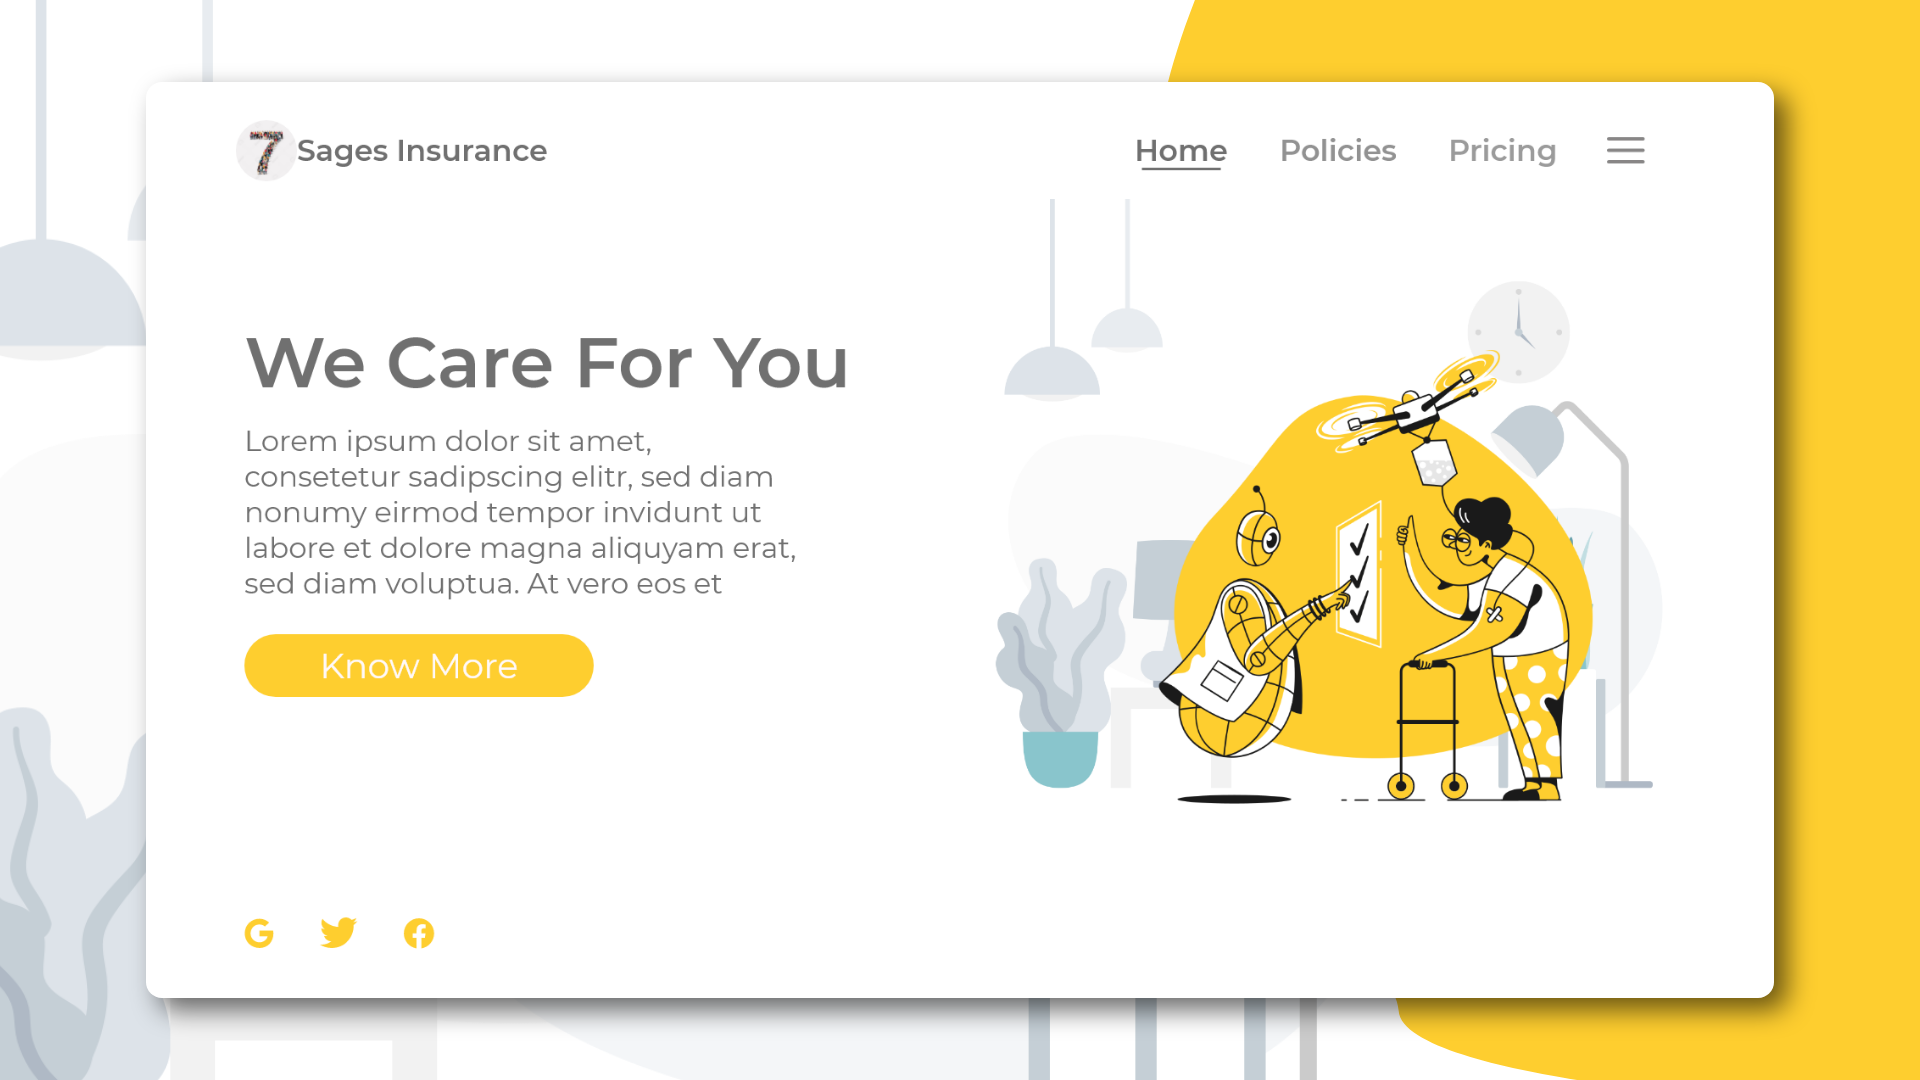 7 Sages Insurance
Home Policies Pricing
We Care For You
Lorem ipsum dolor sit amet,
consetetur sadipscing elitr, sed diam
nonumy eirmod tempor invidunt ut
labore et dolore magna aliquyam erat,
sed diam voluptua. At vero eos et
Know More